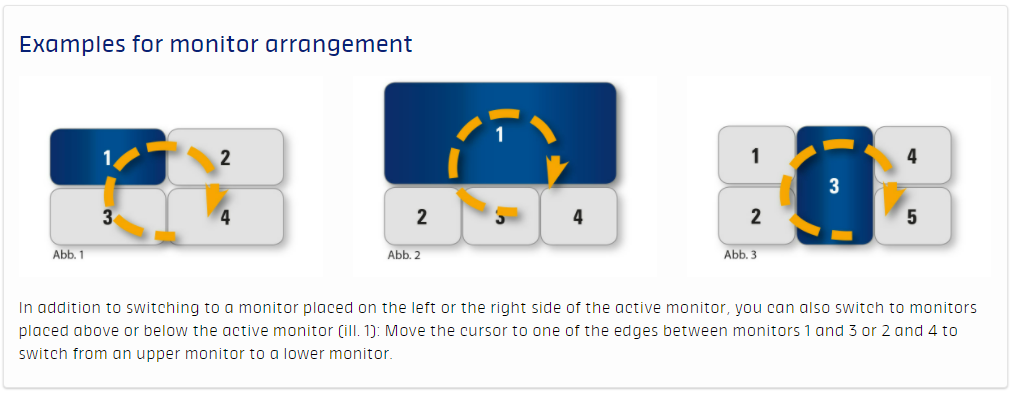 Examples for monitor arrangement
1 2
3 4
Abb. 1
1
2 3 4
Abb. 2
1 3 4
2 5
Abb. 3
In addition to switching to a monitor placed on the left or the right side of the active monitor, you can also switch to monitors
placed above or below the active monitor (ill. 1): Move the cursor to one of the edges between monitors 1 and 3 or 2 and 4 to
switch from an upper monitor to a lower monitor.